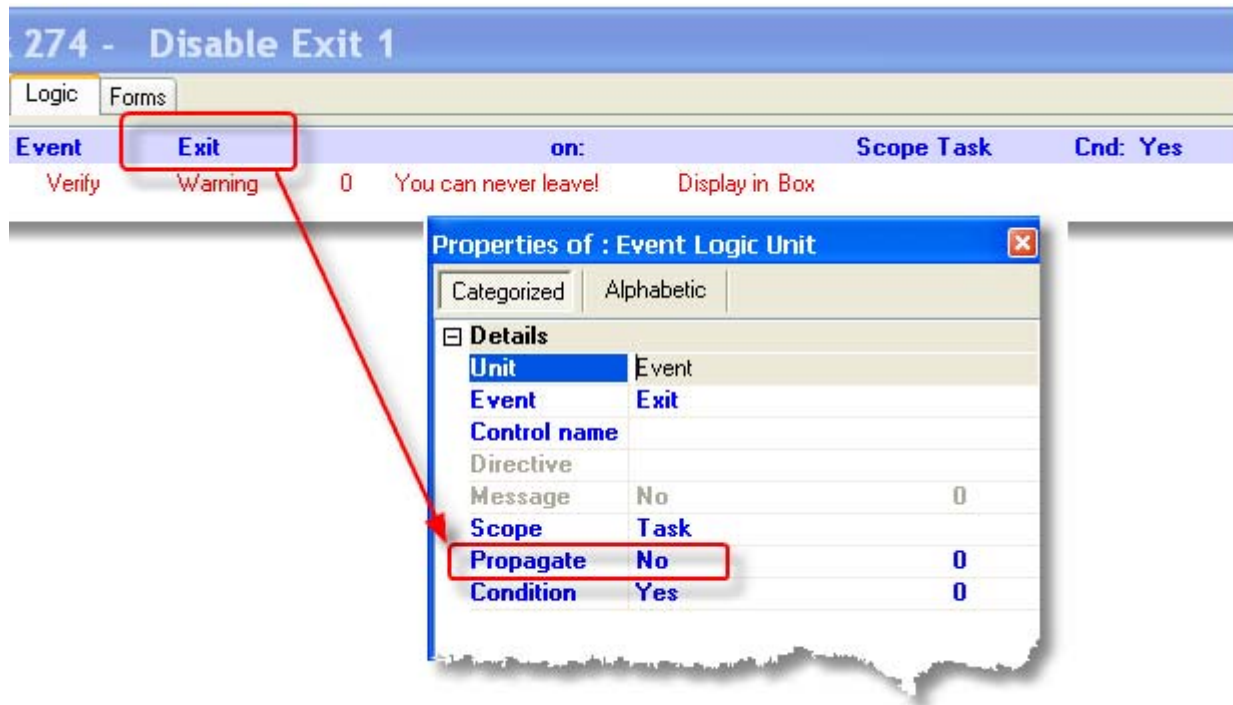 274 - Disable Exit 1
Logic Forms
Event Exit on: Scope Task Cnd: Yes
Verify Warning 0 You can never leave! Display in Box
Properties of : Event Logic Unit
Categorized Alphabetic
Details
Unit Event
Event Exit
Control name
Directive
Message No 0
Scope Task
Propagate No 0
Condition Yes 0